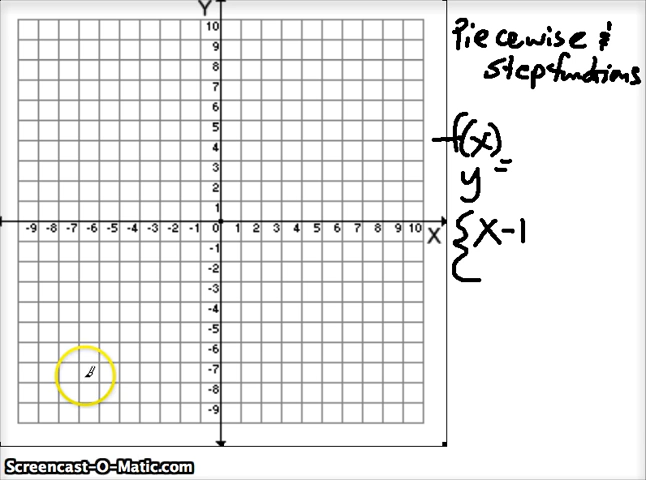 Y
10
9
8
7
6
5
4
3
2
1
-9 -8 -7 -6 -5 -4 -3 -2 -1 0 1 2 3 4 5 6 7 8 9 10 X
-1
-2
-3
-4
-5
-6
-7
-8
-9
Piecewise &
step functions
f(x)
y =
{ x-1
Screencast-O-Matic.com